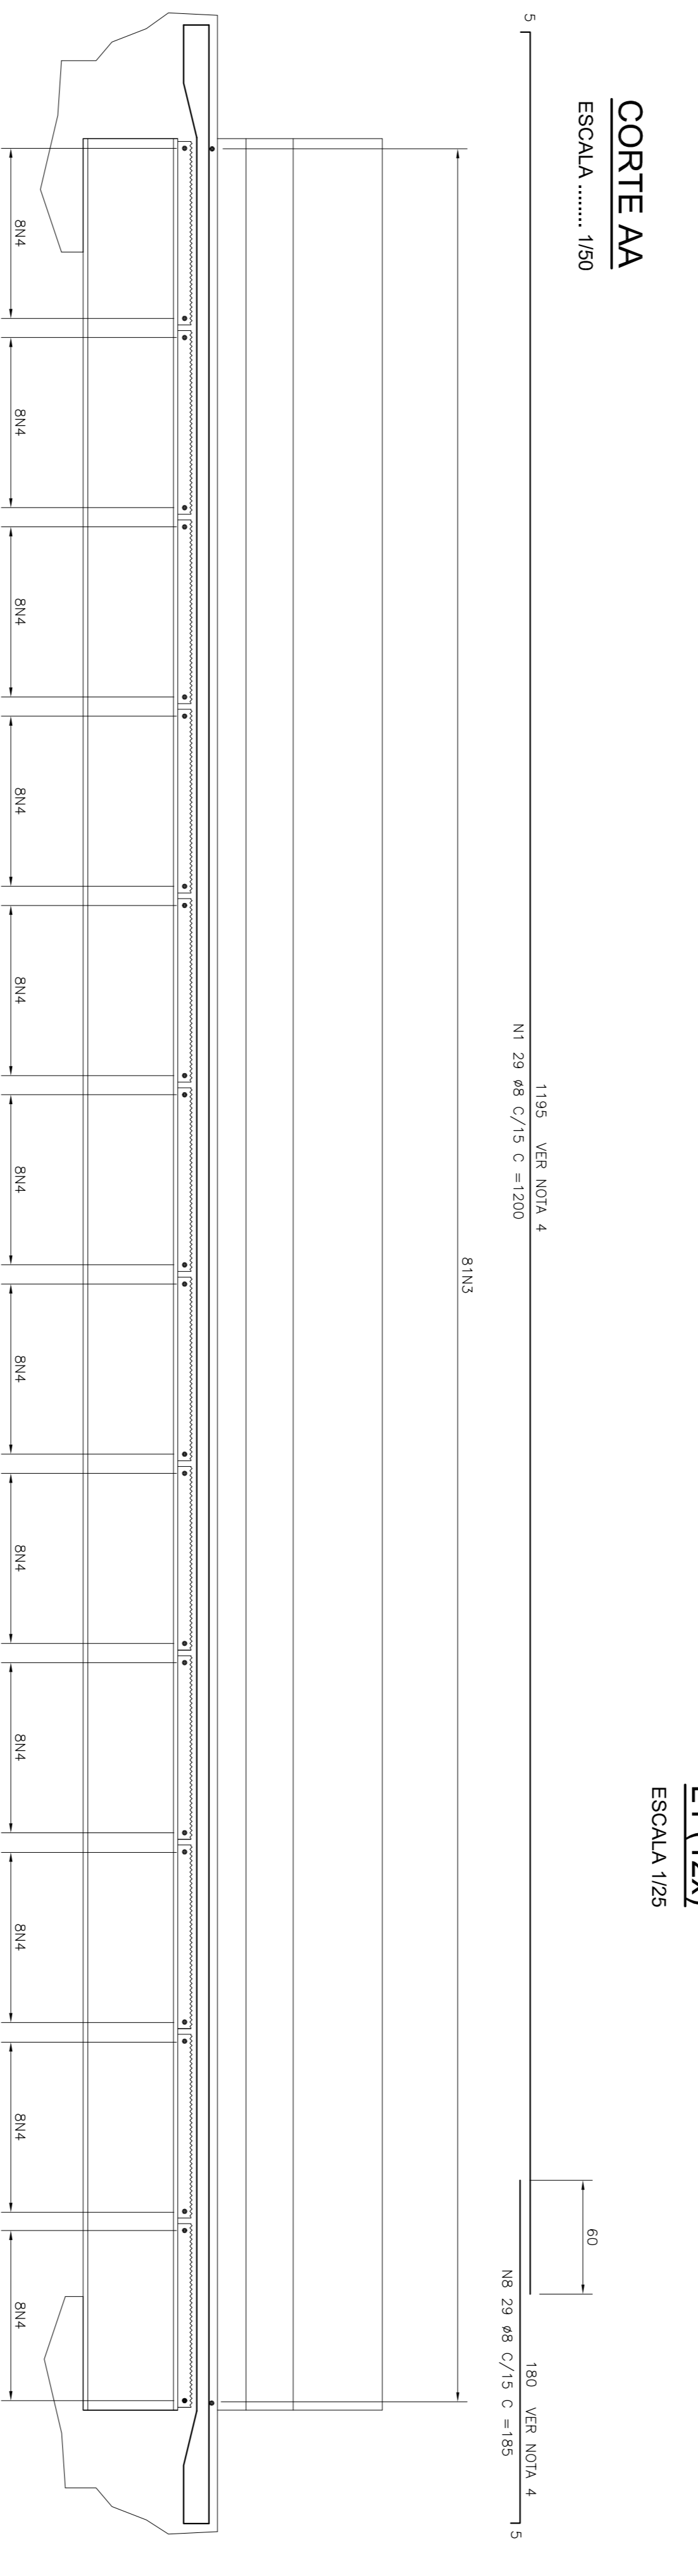 CORTE AA
ESCALA ........ 1/50
ESCALA 1/25
5
1195 VER NOTA 4
N1 29 ø8 C/15 C =1200
60
180 VER NOTA 4
N8 29 ø8 C/15 C =185
5
81N3
8N4
8N4
8N4
8N4
8N4
8N4
8N4
8N4
8N4
8N4
8N4
8N4